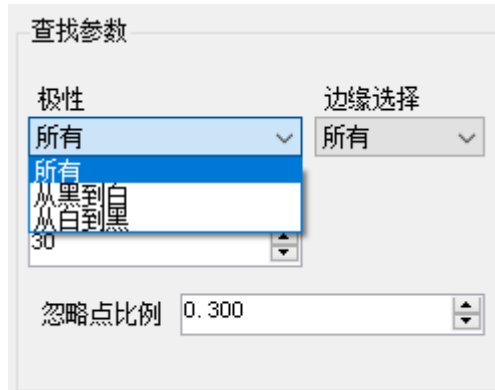 查找参数
极性 边缘选择
所有 所有
所有
从黑到白
从白到黑
30
忽略点比例 0.300